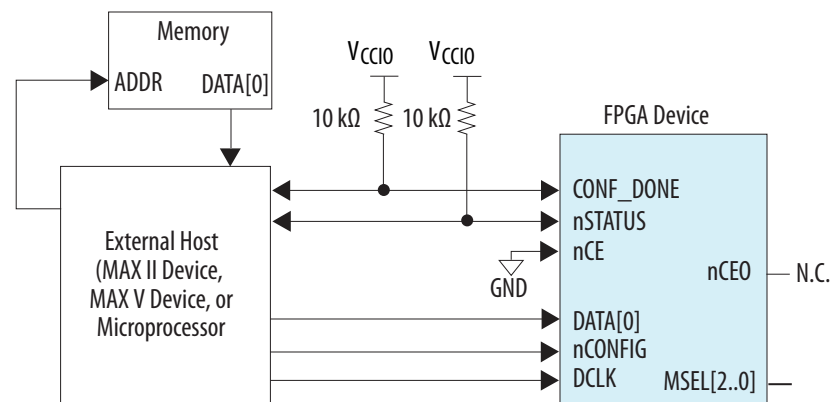 Memory
ADDR DATA[0]
VCCIO VCCIO
10 kΩ 10 kΩ
FPGA Device
CONF_DONE
nSTATUS
nCE
GND
nCEO N.C.
External Host
(MAX II Device,
MAX V Device, or
Microprocessor
DATA[0]
nCONFIG
DCLK MSEL[2..0]